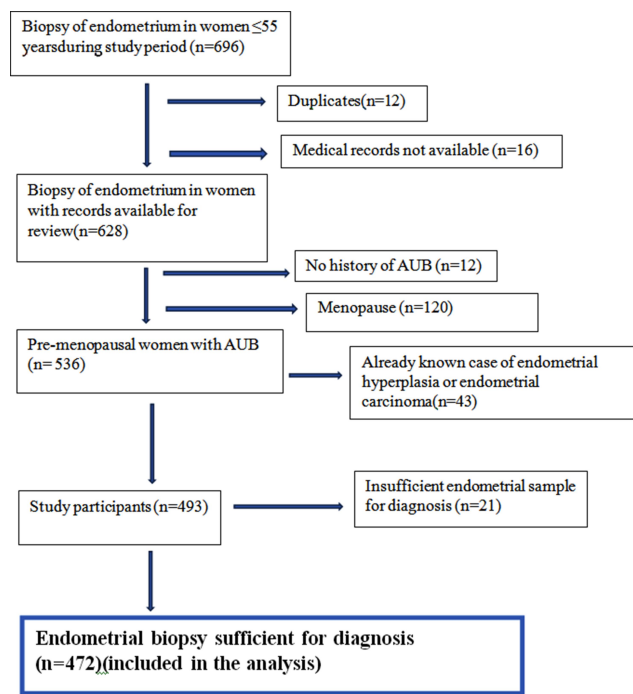 Biopsy of endometrium in women ≤55
yearsduring study period (n=696)
Duplicates(n=12)
Medical records not available (n=16)
Biopsy of endometrium in women
with records available for
review(n=628)
No history of AUB (n=12)
Menopause (n=120)
Pre-menopausal women with AUB
(n= 536)
Already known case of endometrial
hyperplasia or endometrial
carcinoma(n=43)
Study participants (n=493)
Insufficient endometrial sample
for diagnosis (n=21)
Endometrial biopsy sufficient for diagnosis
(n=472)(included in the analysis)